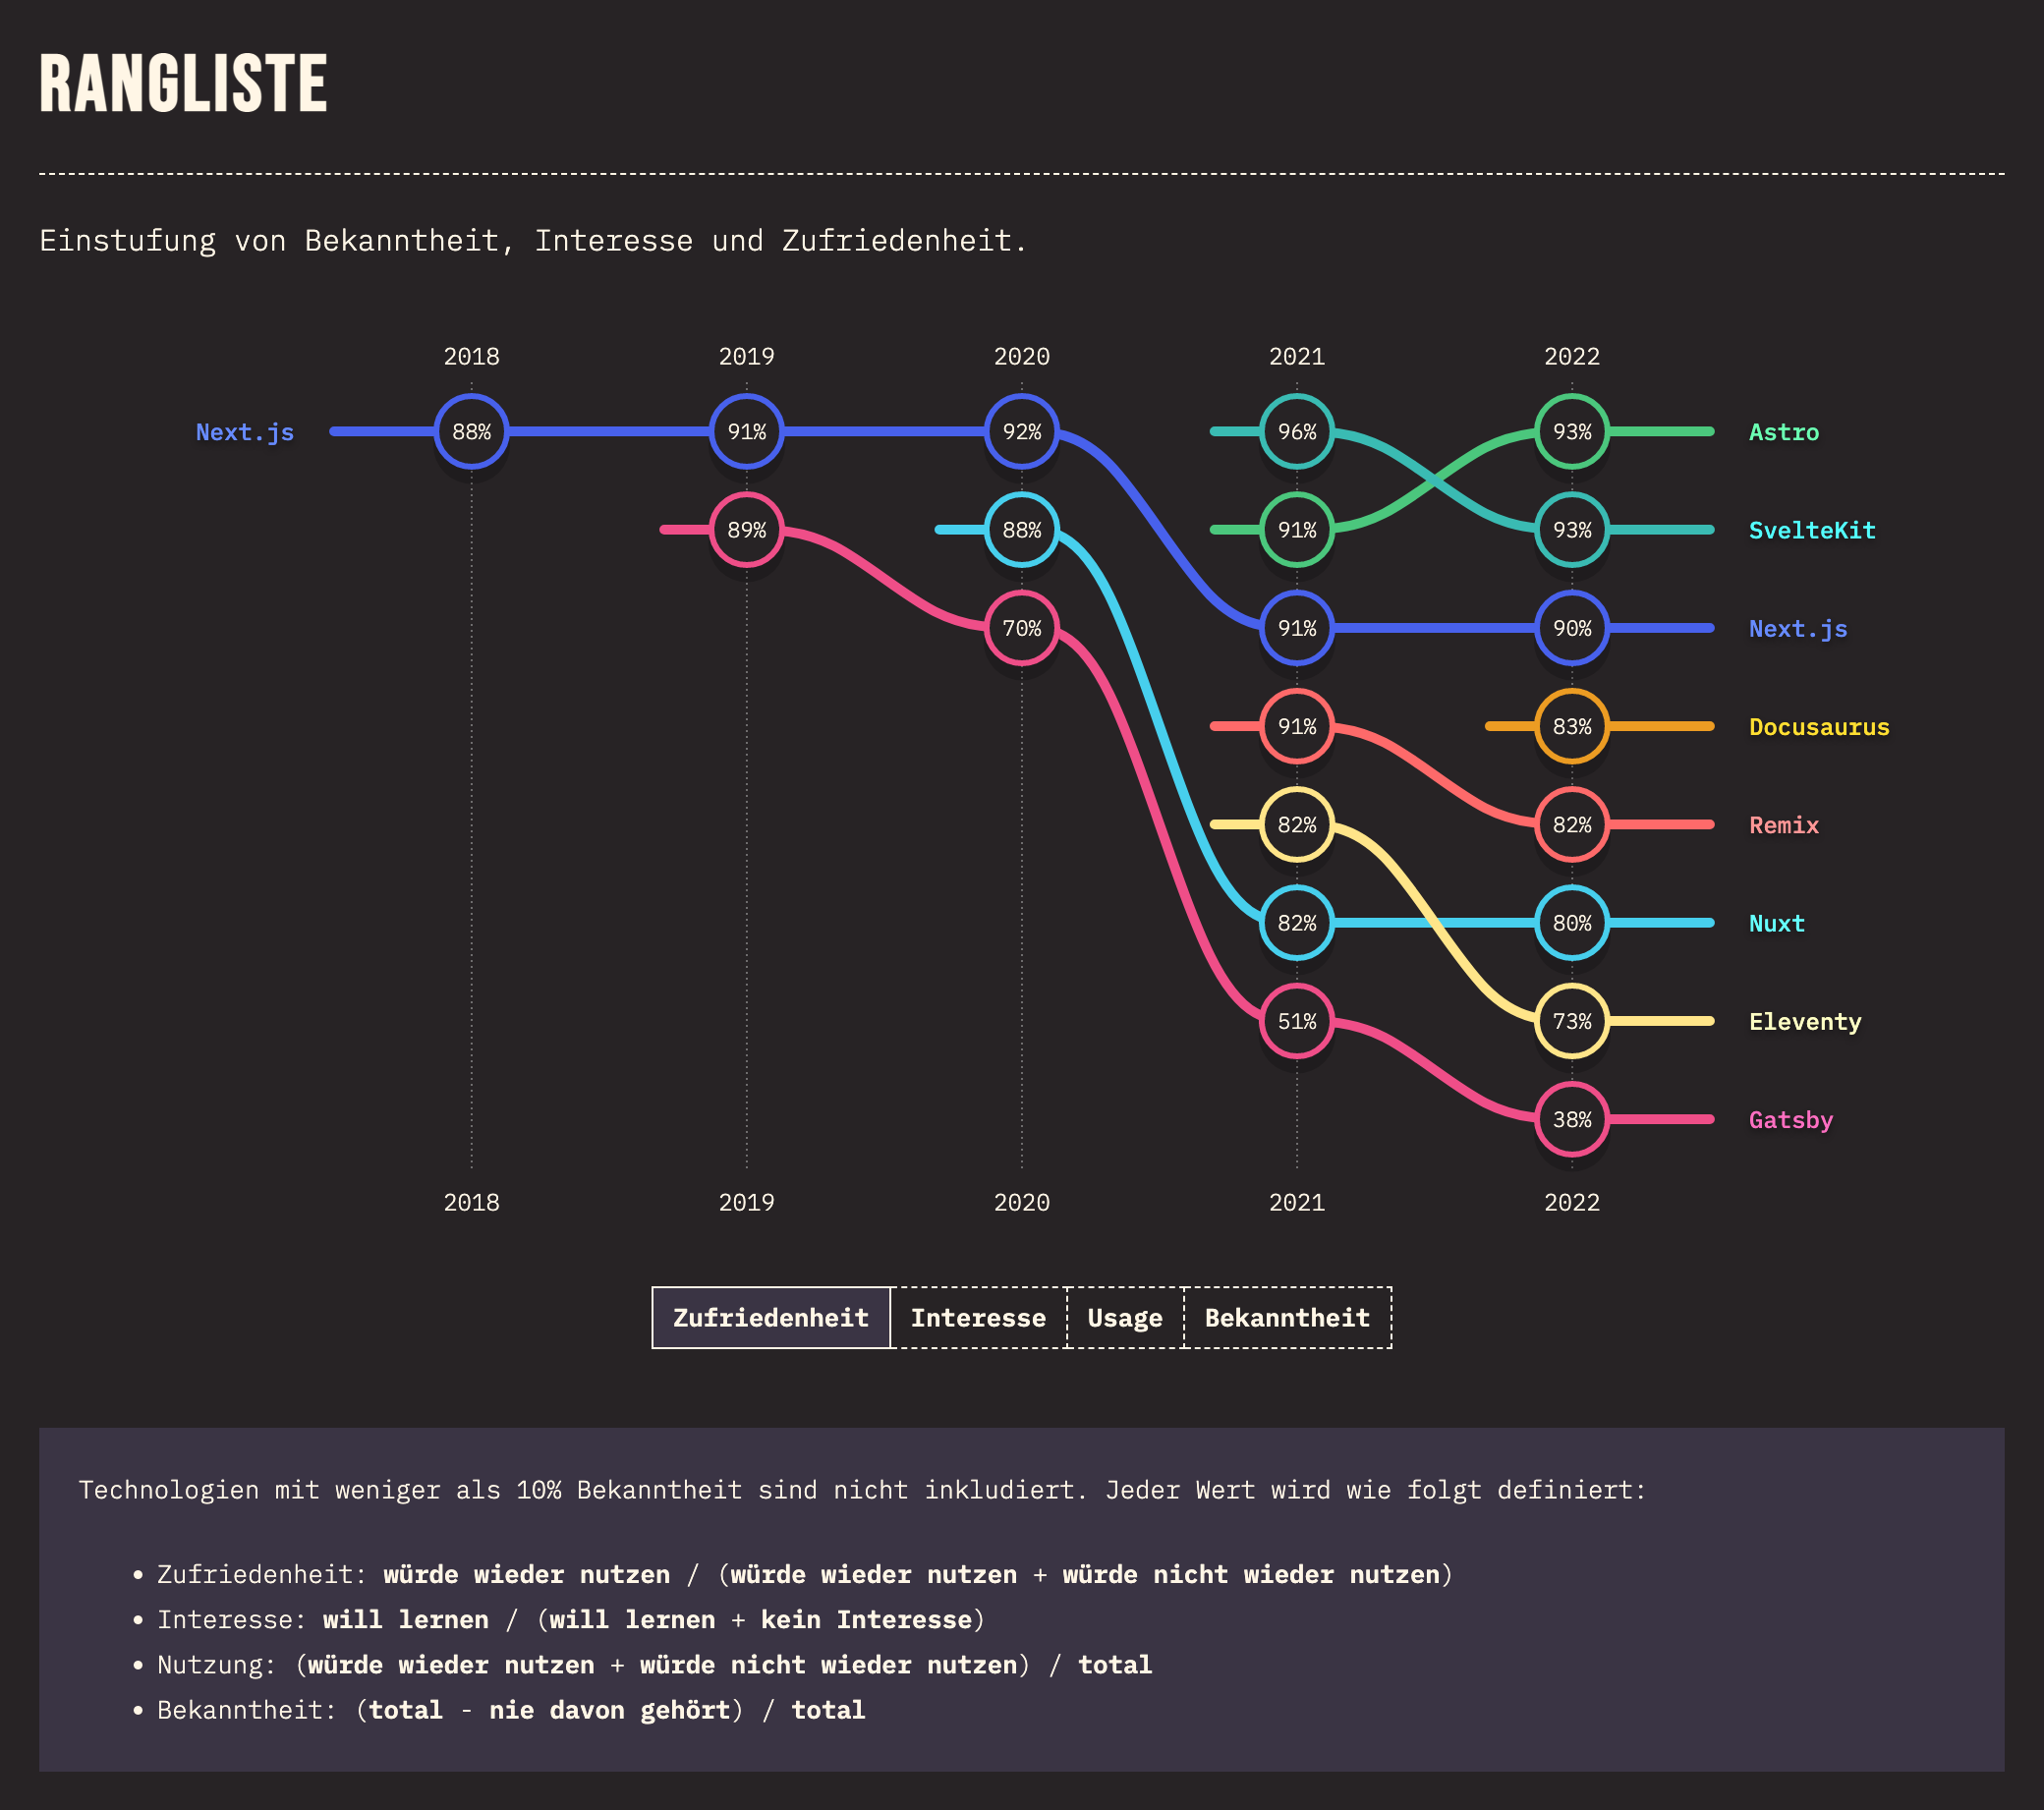 RANGLISTE
Einstufung von Bekanntheit, Interesse und Zufriedenheit.
2018 2019 2020 2021 2022
Next.js 88% 91% 92% 96% 93% Astro
89% 88% 91% 93% SvelteKit
70% 91% 90% Next.js
91% 83% Docusaurus
82% 82% Remix
82% 80% Nuxt
51% 73% Eleventy
38% Gatsby
2018 2019 2020 2021 2022
Zufriedenheit Interesse Usage Bekanntheit
Technologien mit weniger als 10% Bekanntheit sind nicht inkludiert. Jeder Wert wird wie folgt definiert:
• Zufriedenheit: würde wieder nutzen / (würde wieder nutzen + würde nicht wieder nutzen)
• Interesse: will lernen / (will lernen + kein Interesse)
• Nutzung: (würde wieder nutzen + würde nicht wieder nutzen) / total
• Bekanntheit: (total - nie davon gehört) / total